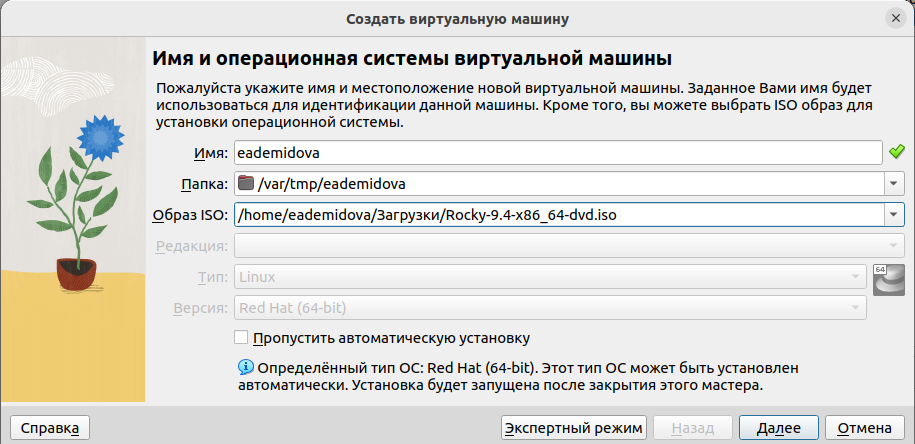 Создать виртуальную машину
Имя и операционная системы виртуальной машины
Пожалуйста укажите имя и местоположение новой виртуальной машины. Заданное Вами имя будет
использоваться для идентификации данной машины. Кроме того, вы можете выбрать ISO образ для
установки операционной системы.
Имя: eademidova
Папка: /var/tmp/eademidova
Образ ISO: /home/eademidova/Загрузки/Rocky-9.4-x86_64-dvd.iso
Редакция:
Тип: Linux
64
Версия: Red Hat (64-bit)
Пропустить автоматическую установку
Определённый тип ОС: Red Hat (64-bit). Этот тип ОС может быть установлен
автоматически. Установка будет запущена после закрытия этого мастера.
Справка Экспертный режим Назад Далее Отмена